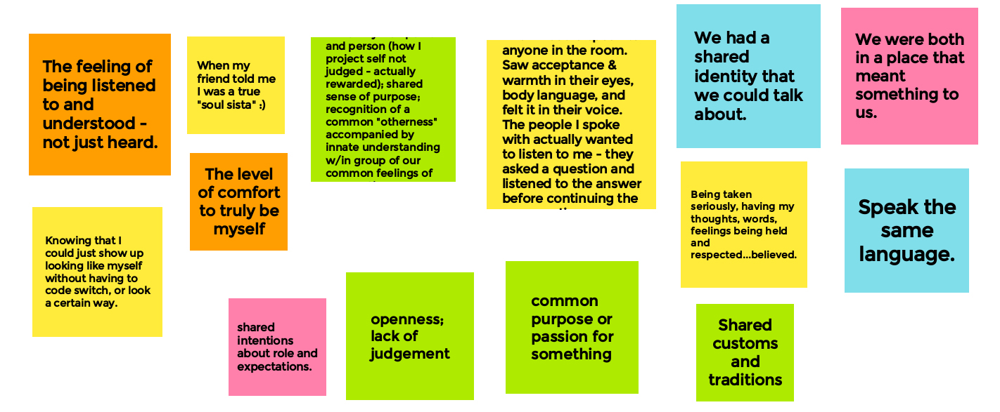 The feeling of
being listened
to and
understood -
not just heard.
When my
friend told me
I was a true
"soul sista" :)
and person (how I
project self not
judged - actually
rewarded); shared
sense of purpose;
recognition of a
common "otherness"
accompanied by
innate understanding
w/in group of our
common feelings of
anyone in the room.
Saw acceptance &
warmth in their eyes,
body language, and
felt it in their voice.
The people I spoke
with actually wanted
to listen to me - they
asked a question and
listened to the answer
before continuing the
We had a
shared
identity that
we could talk
about.
We were both
in a place that
meant
something to
us.
The level
of comfort
to truly be
myself
Being taken
seriously, having my
thoughts, words,
feelings being held
and
respected...believed.
Speak the
same
language.
Knowing that I
could just show up
looking like myself
without having to
code switch, or look
a certain way.
shared
intentions
about role and
expectations.
openness;
lack of
judgement
common
purpose or
passion for
something
Shared
customs
and
traditions